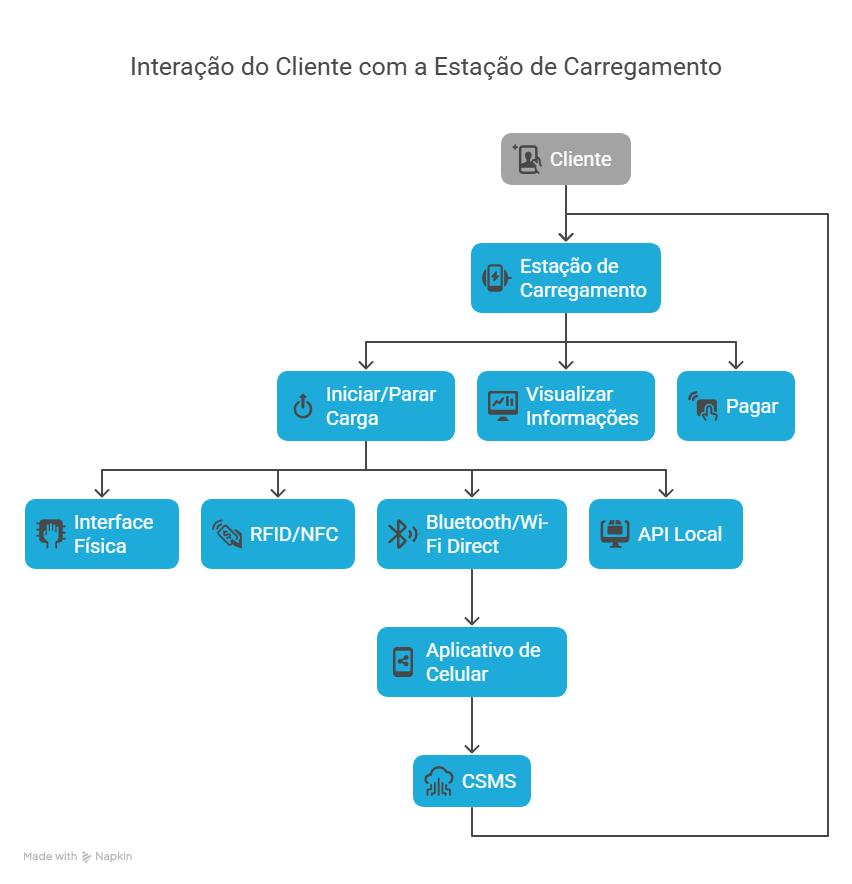 Interação do Cliente com a Estação de Carregamento
Cliente
Estação de
Carregamento
Iniciar/Parar
Carga
Visualizar
Informações
Pagar
Interface
Física
RFID/NFC
Bluetooth/Wi-
Fi Direct
API Local
Aplicativo de
Celular
CSMS
Made with Napkin